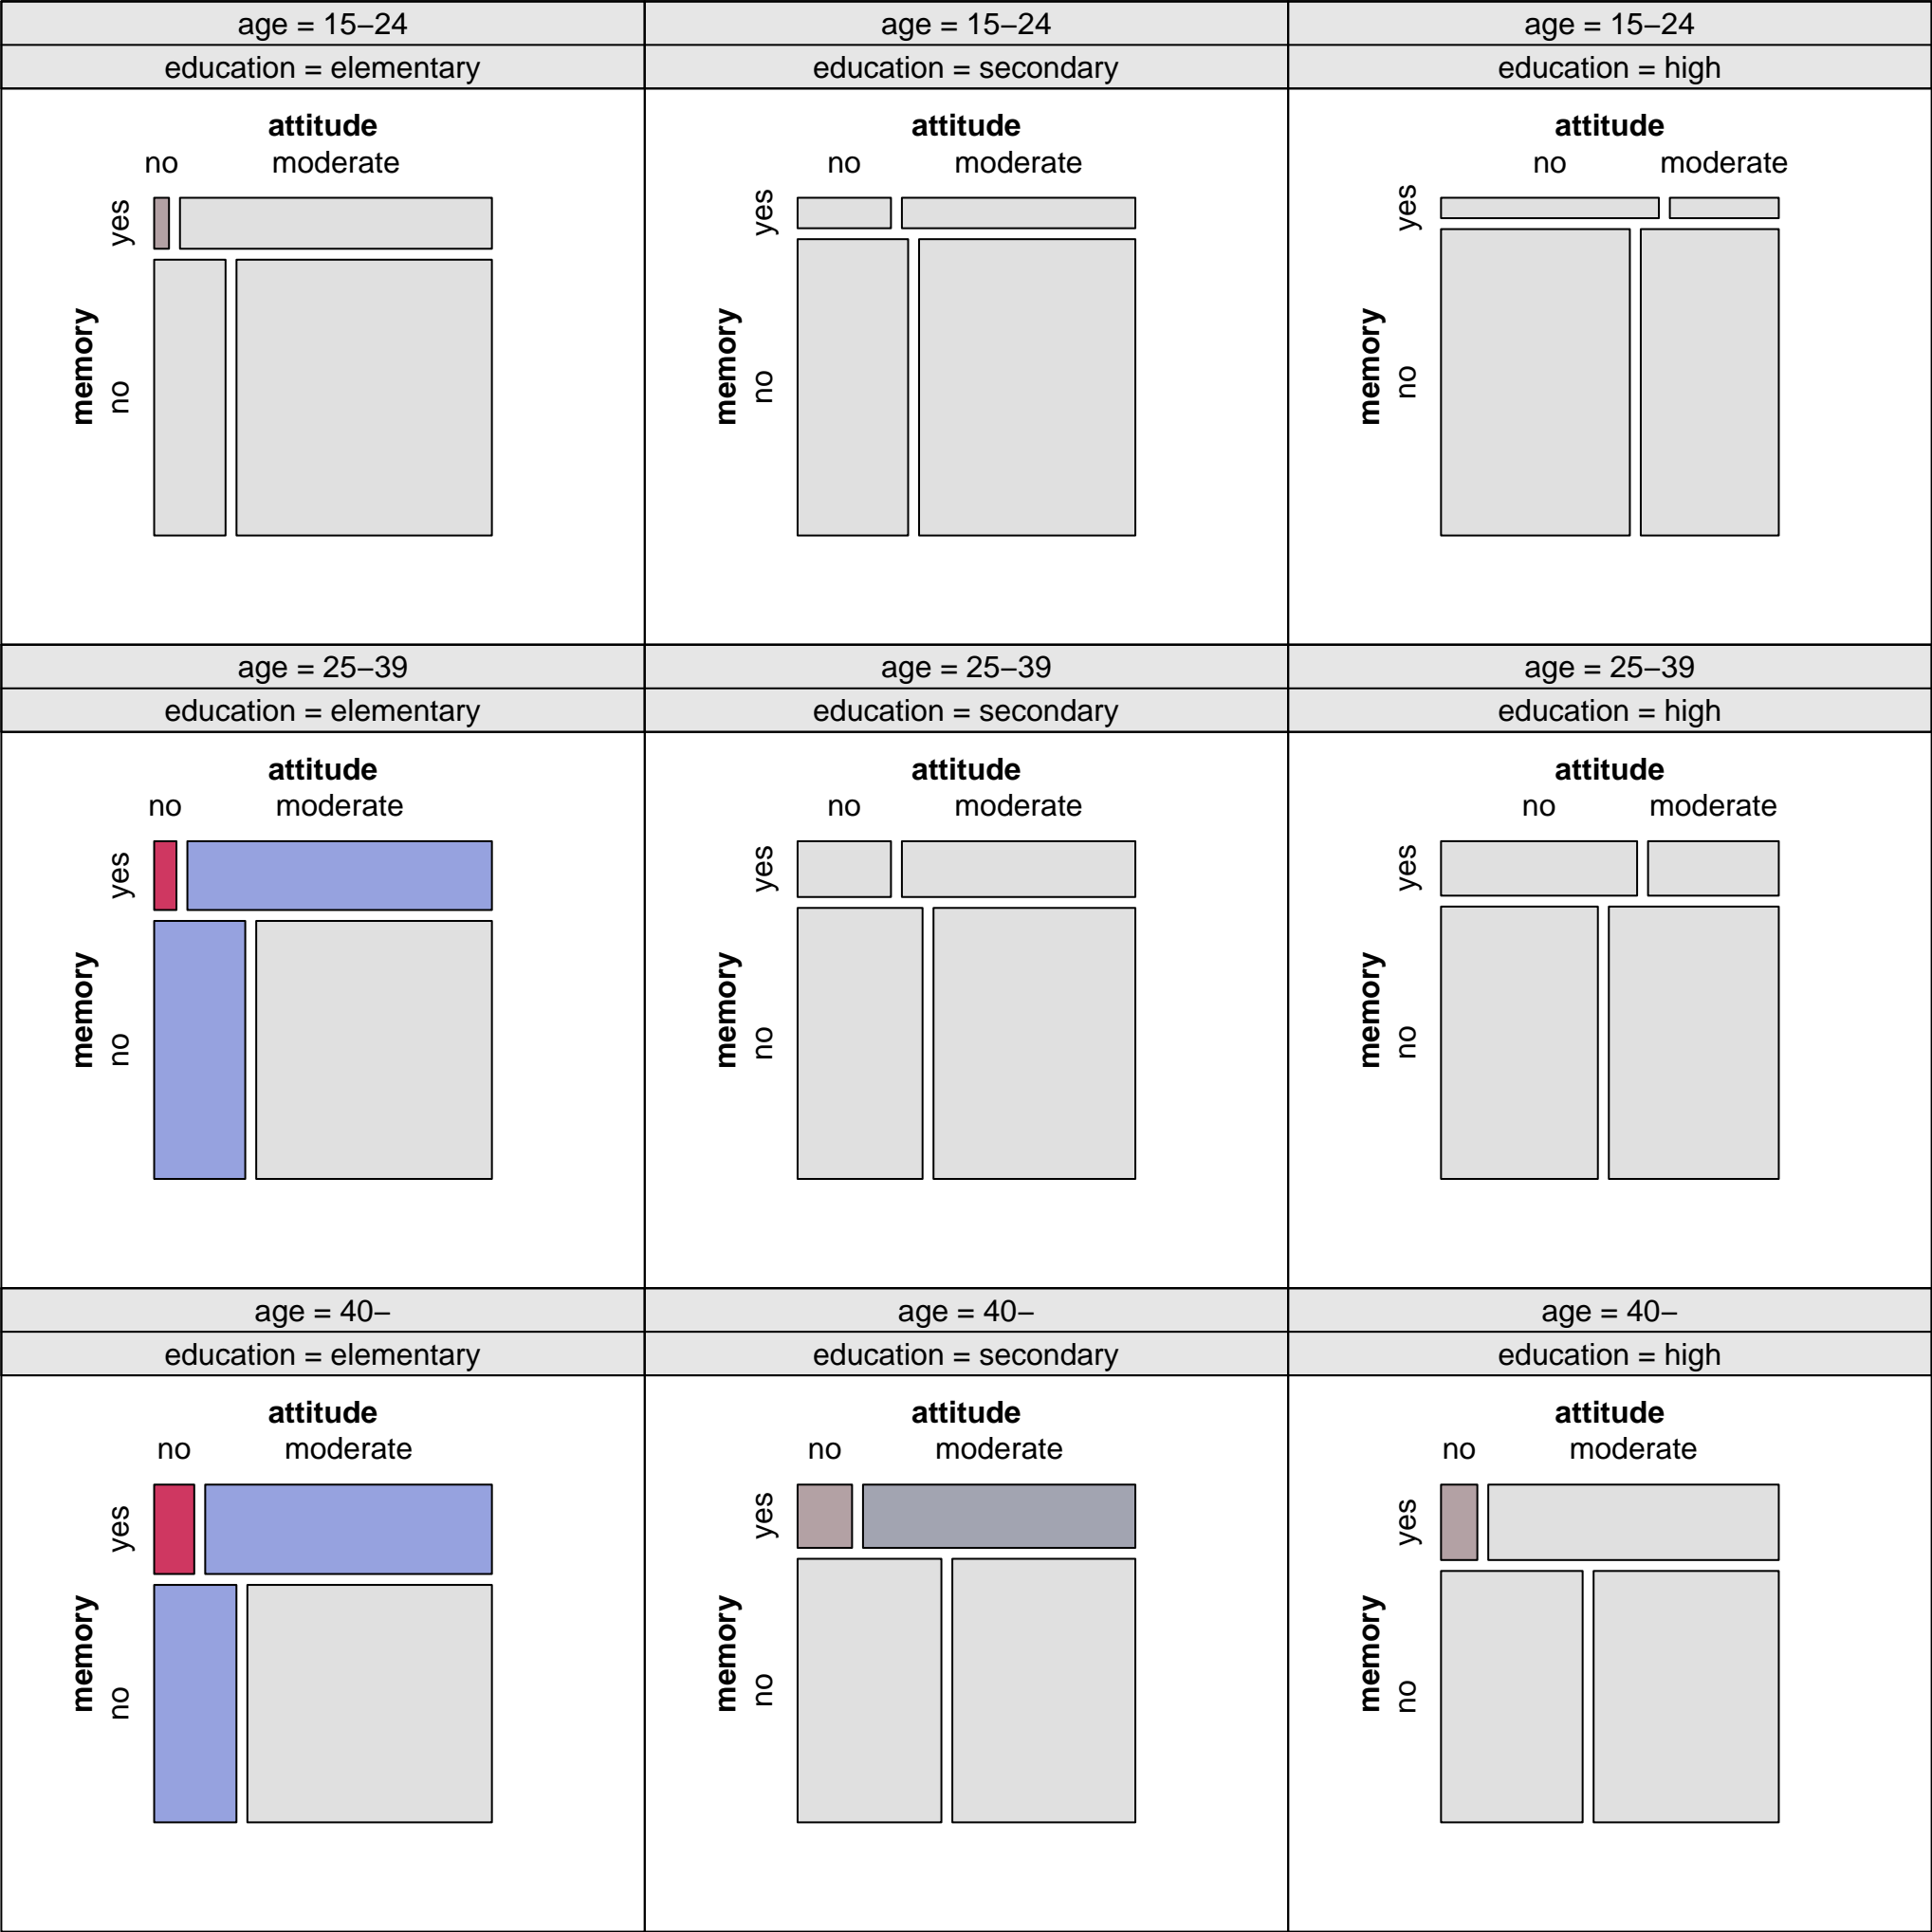 age = 15–24
education = elementary
attitude
no moderate
yes
no
memory
age = 15–24
education = secondary
attitude
no moderate
yes
no
memory
age = 15–24
education = high
attitude
no moderate
yes
no
memory
age = 25–39
education = elementary
attitude
no moderate
yes
no
memory
age = 25–39
education = secondary
attitude
no moderate
yes
no
memory
age = 25–39
education = high
attitude
no moderate
yes
no
memory
age = 40–
education = elementary
attitude
no moderate
yes
no
memory
age = 40–
education = secondary
attitude
no moderate
yes
no
memory
age = 40–
education = high
attitude
no moderate
yes
no
memory